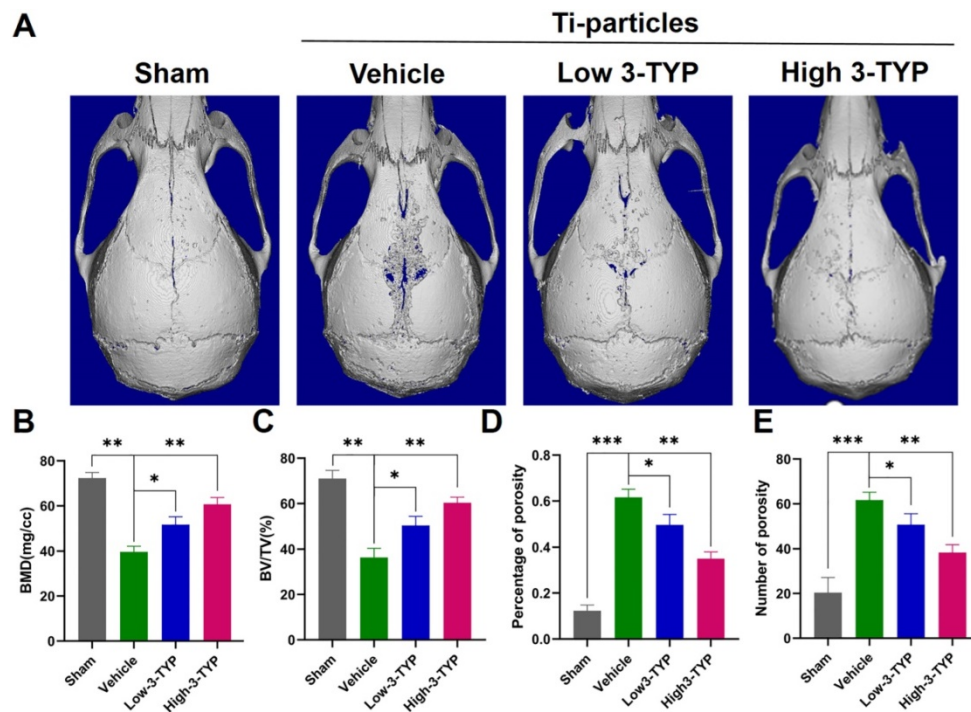 A
Ti-particles
Sham
Vehicle
Low 3-TYP
High 3-TYP
B
** **
*
BMD(mg/cc)
80
60
40
20
0
Sham
Vehicle
Low-3-TYP
High-3-TYP
C
** **
*
BV/TV(%)
80
60
40
20
0
Sham
Vehicle
Low-3-TYP
High-3-TYP
D
*** **
*
Percentage of porosity
0.8
0.6
0.4
0.2
0.0
Sham
Vehicle
Low3-TYP
High3-TYP
E
*** **
*
Number of porosity
80
60
40
20
0
Sham
Vehicle
Low-3-TYP
High-3-TYP